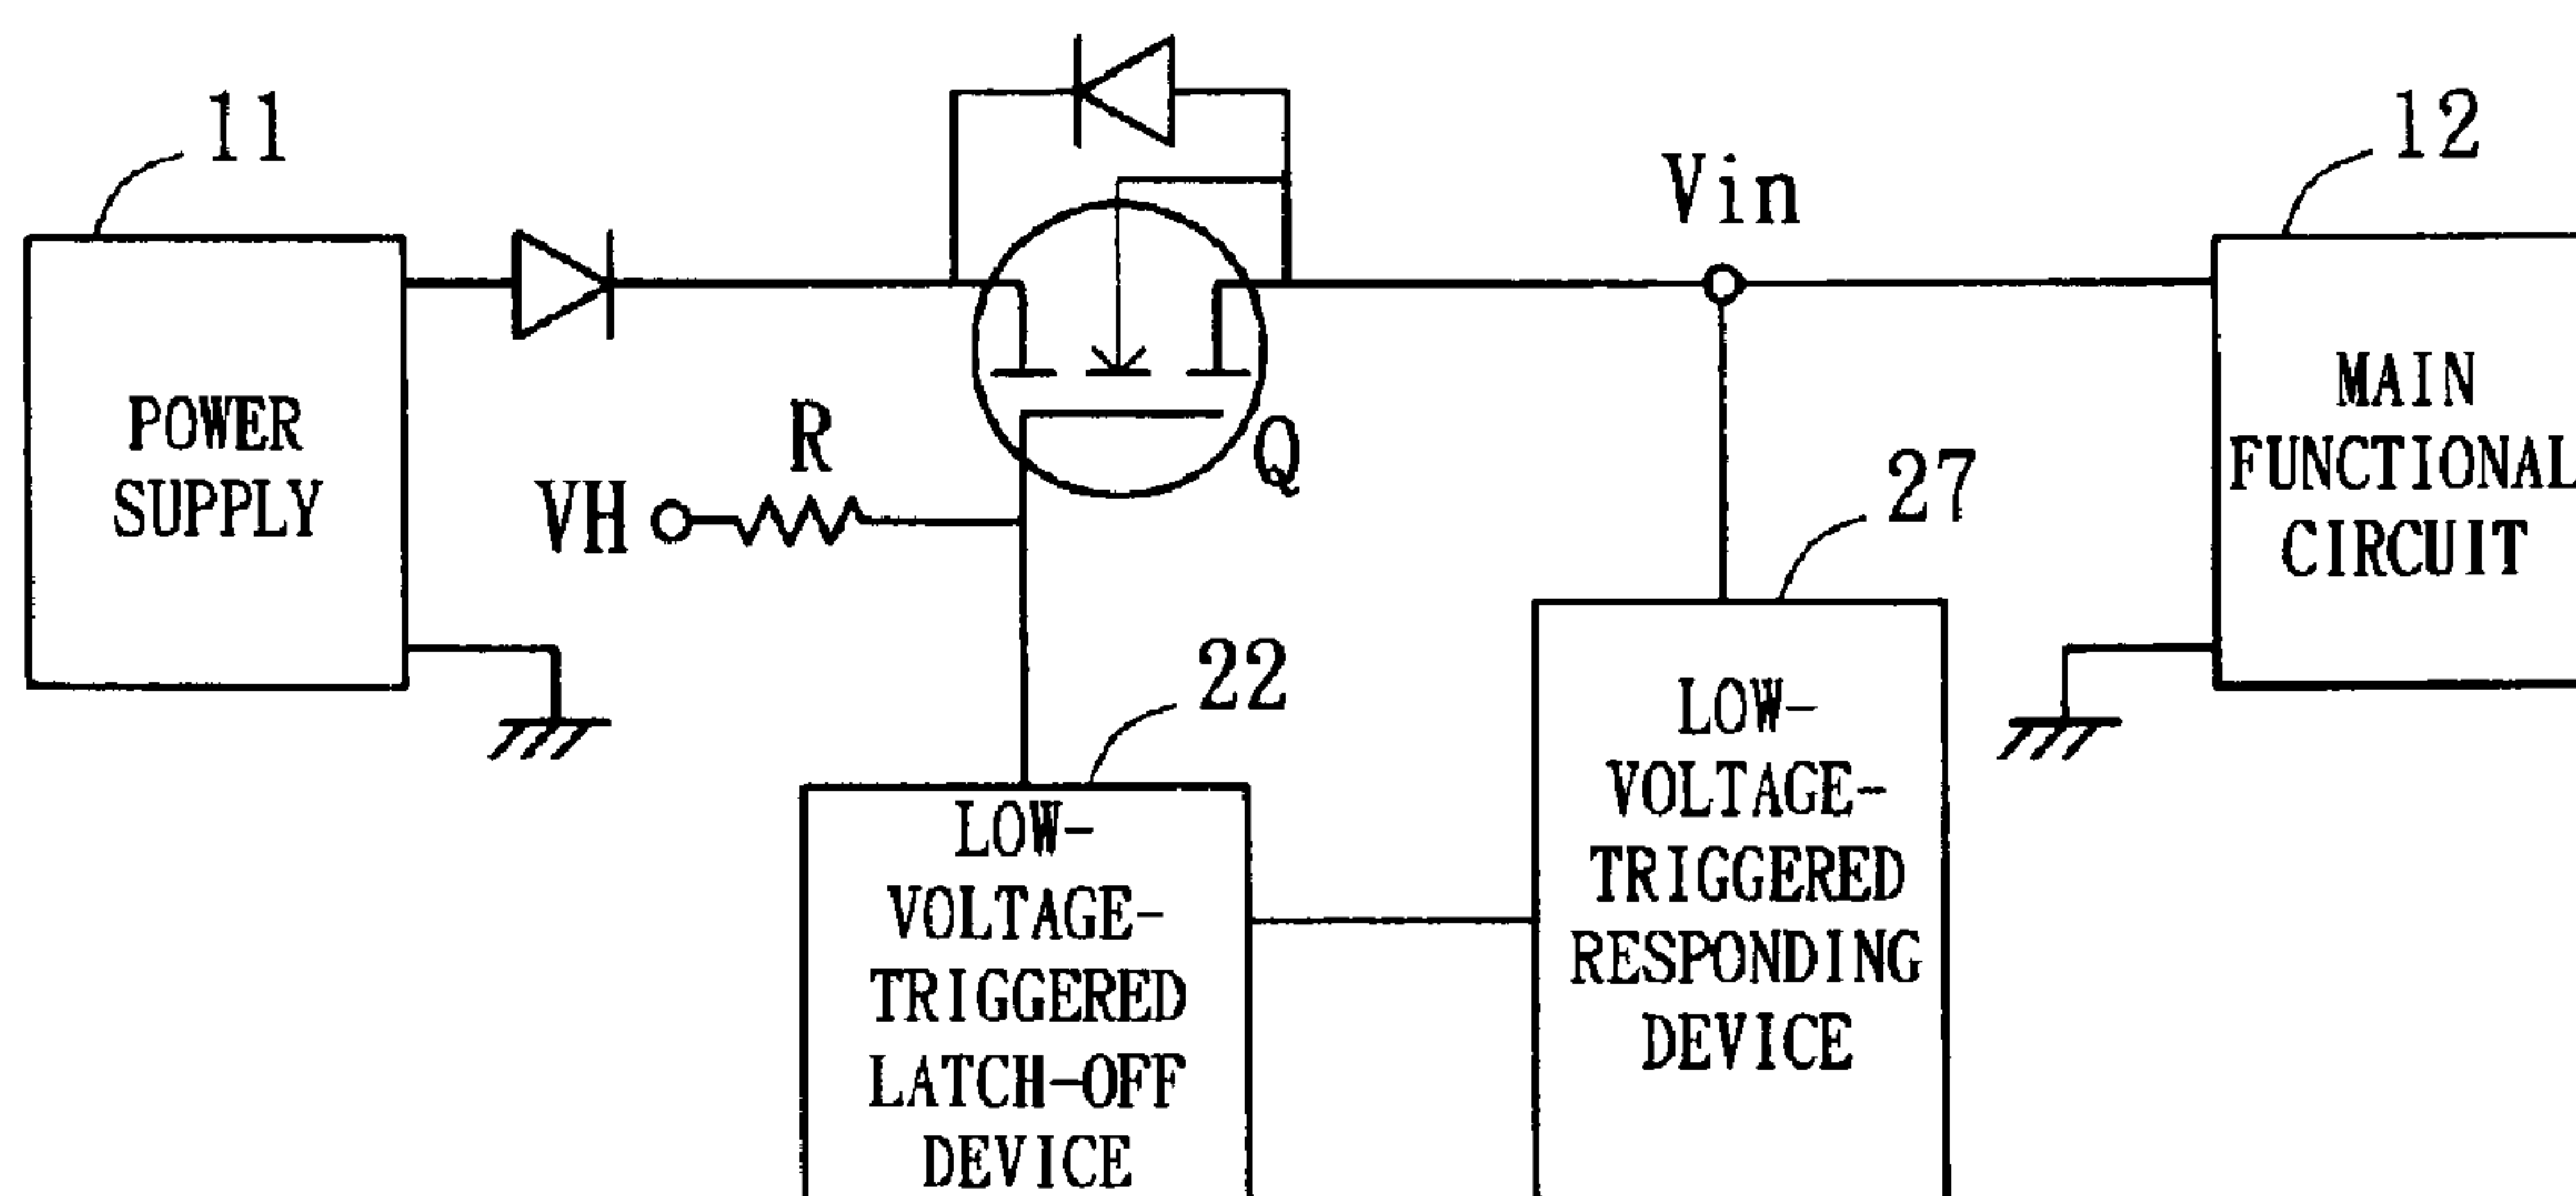 11
12
Vin
POWER
SUPPLY
R
VH
Q
27
MAIN
FUNCTIONAL
CIRCUIT
22
LOW-
VOLTAGE-
TRIGGERED
LATCH-OFF
DEVICE
LOW-
VOLTAGE-
TRIGGERED
RESPONDING
DEVICE